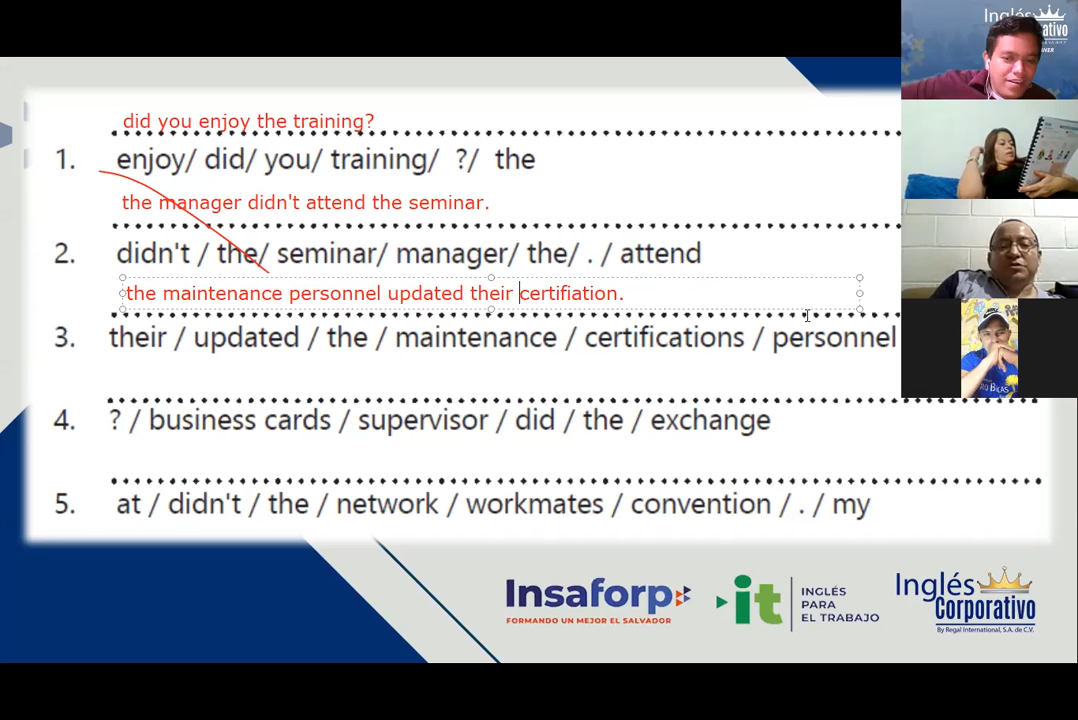 Inglés
ativo
NNER
did you enjoy the training?
1. enjoy/ did/ you/ training/ ?/ the
the manager didn't attend the seminar.
2. didn't / the/ seminar/ manager/ the/ . / attend
the maintenance personnel updated their certifiation.
3. their / updated / the / maintenance / certifications / personnel
4. ? / business cards / supervisor / did / the / exchange
5. at / didn't / the / network / workmates / convention / . / my
Insaforp
FORMANDO UN MEJOR EL SALVADOR
it
INGLÉS
PARA
EL TRABAJO
Inglés
Corporativo
By Regal International, S.A. de C.V.